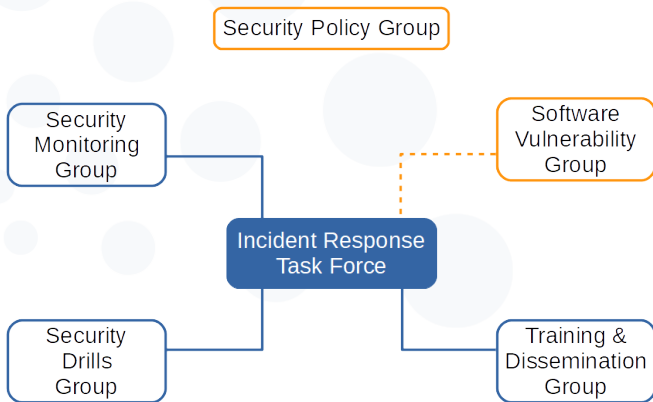 Security Policy Group
Security
Monitoring
Group
Software
Vulnerability
Group
Incident Response
Task Force
Security
Drills
Group
Training &
Dissemination
Group